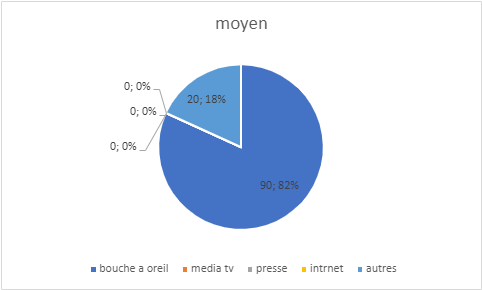 moyen
0; 0%
20; 18%
0; 0%
0; 0%
90; 82%
bouche a oreil media tv presse intrnet autres